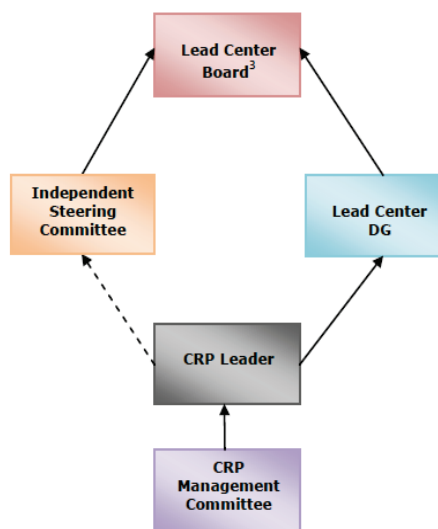 Lead Center
Board³
Independent
Steering
Committee
Lead Center
DG
CRP Leader
CRP
Management
Committee